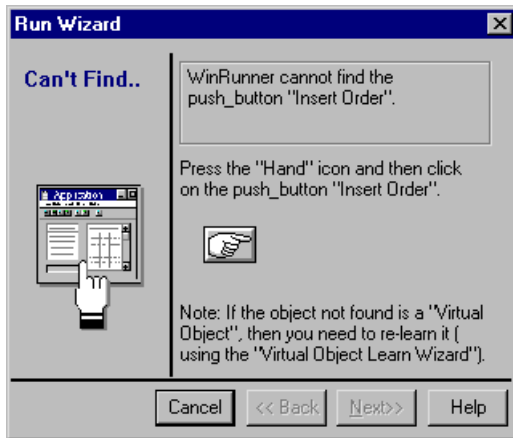 Run Wizard
Can't Find..
WinRunner cannot find the
push_button "Insert Order".
Press the "Hand" icon and then click
on the push_button "Insert Order".
Application
Note: If the object not found is a "Virtual
Object", then you need to re-learn it (
using the "Virtual Object Learn Wizard").
Cancel
<< Back
Next>>
Help